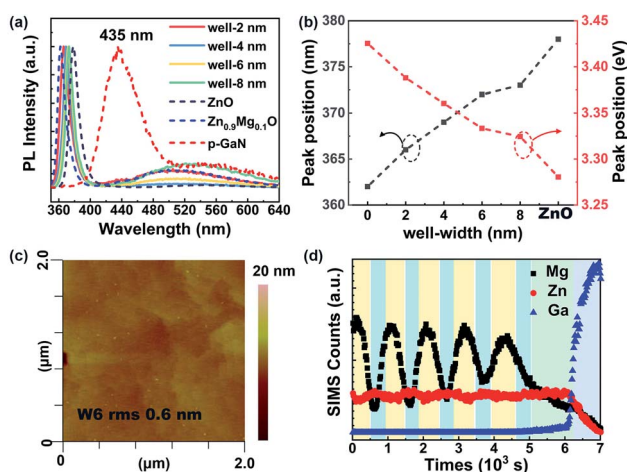 (a)
435 nm
well-2 nm
well-4 nm
well-6 nm
well-8 nm
ZnO
Zn₀.₉Mg₀.₁O
p-GaN
PL Intensity (a.u.)
360 400 440 480 520 560 600 640
Wavelength (nm)
(b)
380
370
360
Peak position (nm)
3.45
3.40
3.35
3.30
3.25
Peak position (eV)
0 2 4 6 8 ZnO
well-width (nm)
(c)
2.0
(μm)
0
W6 rms 0.6 nm
0 2.0
(μm)
20 nm
0
(d)
Mg
Zn
Ga
SIMS Counts (a.u.)
0 1 2 3 4 5 6 7
Times (10³ s)